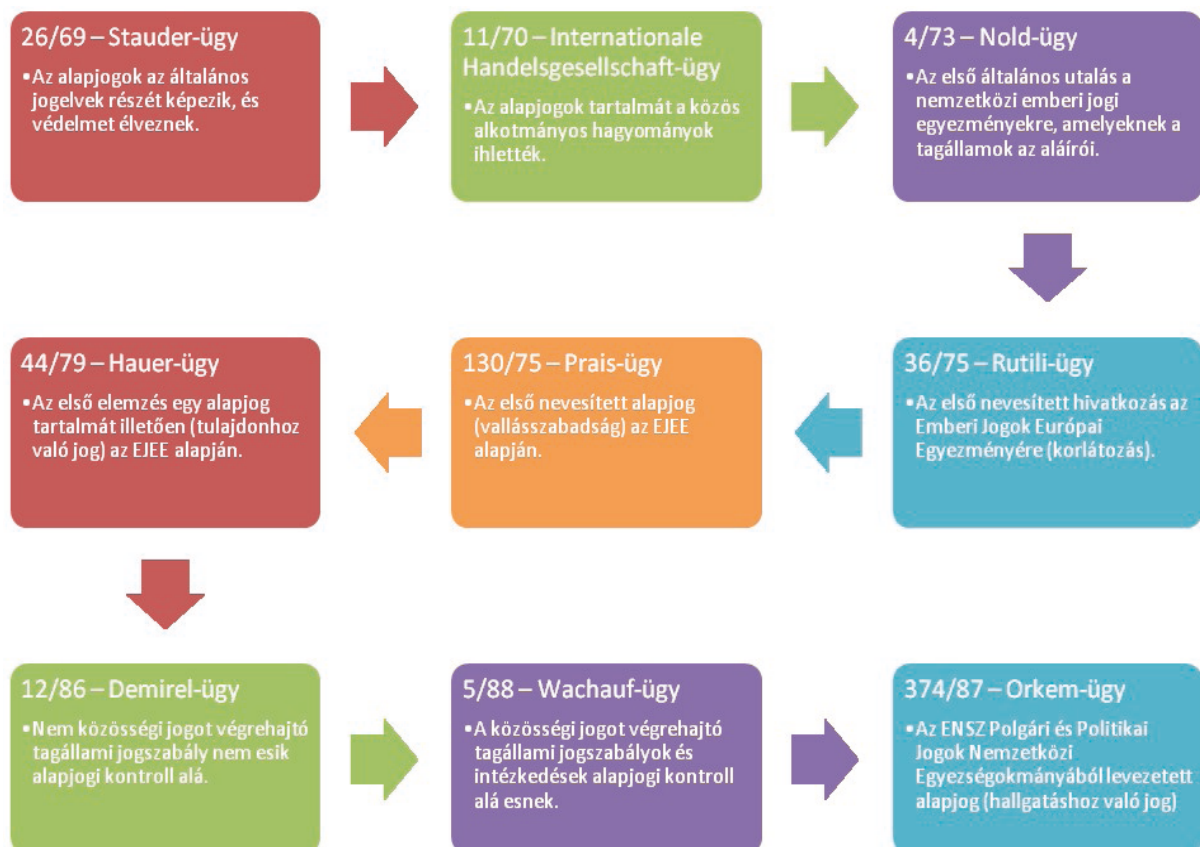 26/69 – Stauder-ügy
•Az alapjogok az általános
jogelvek részét képezik, és
védelmet élveznek.
11/70 – Internationale
Handelsgesellschaft-ügy
•Az alapjogok tartalmát a közös
alkotmányos hagyományok
ihlették.
4/73 – Nold-ügy
•Az első általános utalás a
nemzetközi emberi jogi
egyezményekre, amelyeknek a
tagállamok az aláírói.
36/75 – Rutili-ügy
•Az első nevesített hivatkozás az
Emberi Jogok Európai
Egyezményére (korlátozás).
130/75 – Prais-ügy
•Az első nevesített alapjog
(vallásszabadság) az EJEE
alapján.
44/79 – Hauer-ügy
•Az első elemzés egy alapjog
tartalmát illetően (tulajdonhoz
való jog) az EJEE alapján.
12/86 – Demirel-ügy
•Nem közösségi jogot végrehajtó
tagállami jogszabály nem esik
alapjogi kontroll alá.
5/88 – Wachauf-ügy
•A közösségi jogot végrehajtó
tagállami jogszabályok és
intézkedések alapjogi kontroll
alá esnek.
374/87 – Orkem-ügy
•Az ENSZ Polgári és Politikai
Jogok Nemzetközi
Egyezségokmányából levezetett
alapjog (hallgatáshoz való jog)